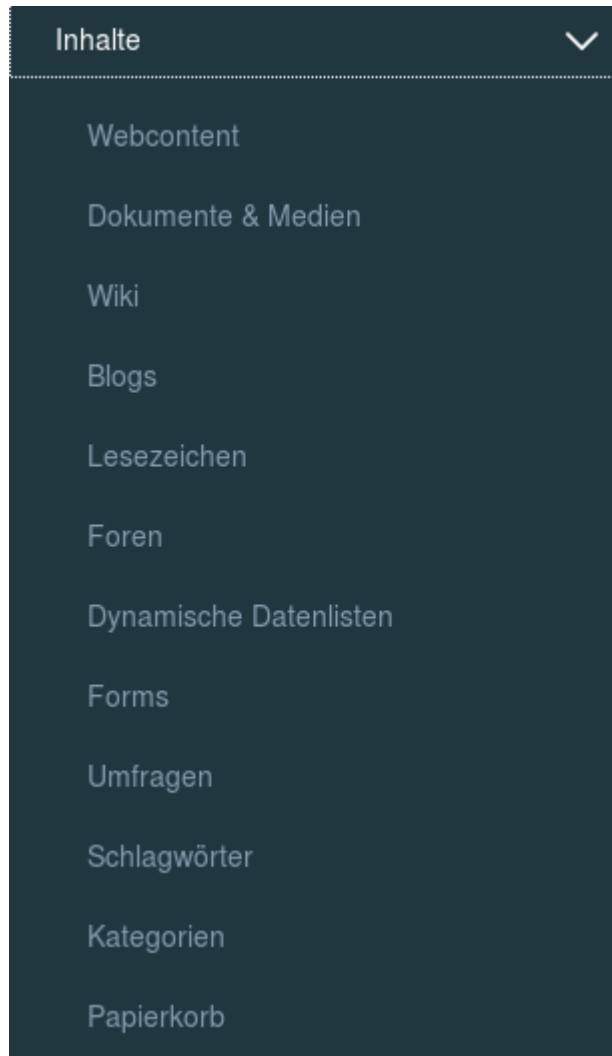 Inhalte
Webcontent
Dokumente & Medien
Wiki
Blogs
Lesezeichen
Foren
Dynamische Datenlisten
Forms
Umfragen
Schlagwörter
Kategorien
Papierkorb